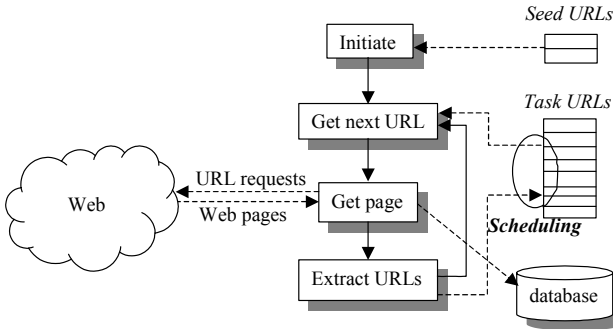 Seed URLs
Initiate
Task URLs
Get next URL
URL requests
Web
Get page
Web pages
Scheduling
Extract URLs
database